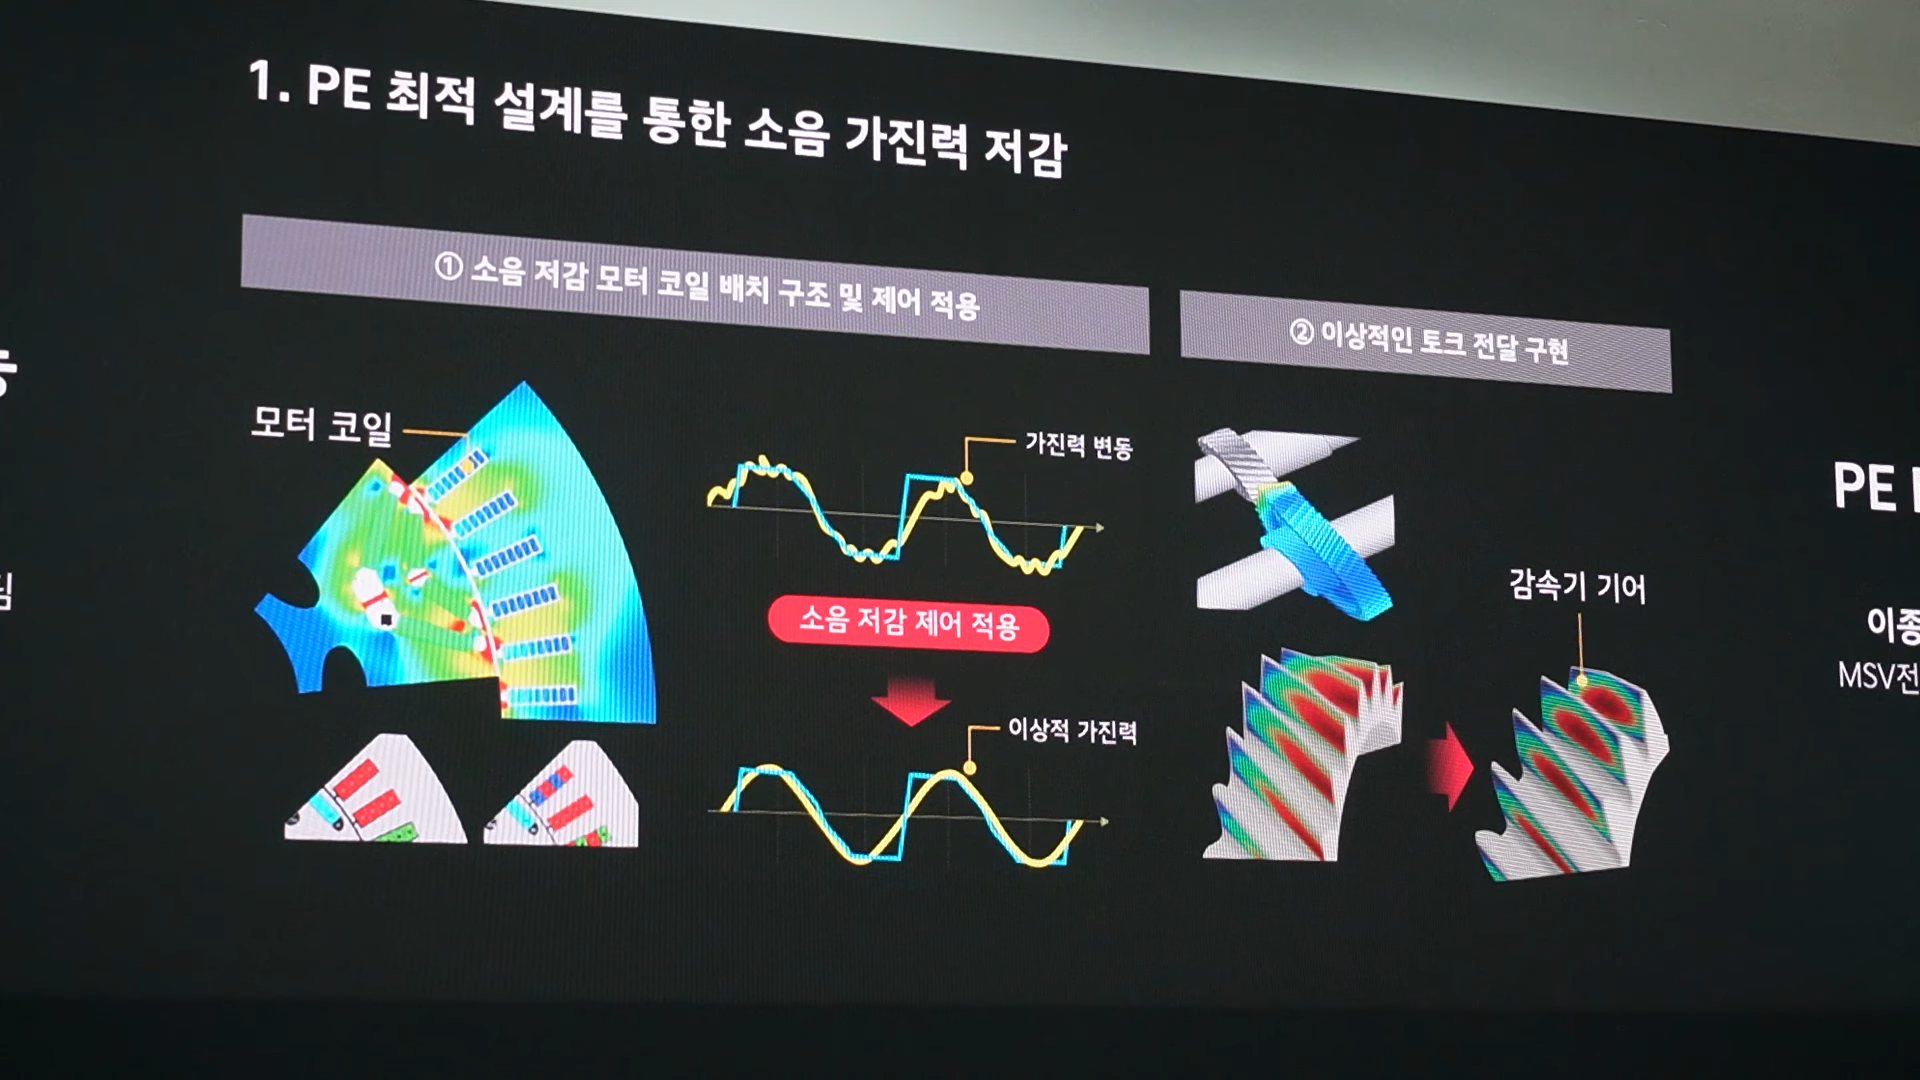 1. PE 최적 설계를 통한 소음 가진력 저감
① 소음 저감 모터 코일 배치 구조 및 제어 적용
② 이상적인 토크 전달 구현
모터 코일
가진력 변동
소음 저감 제어 적용
이상적 가진력
감속기 기어
PE
이종
MSV전